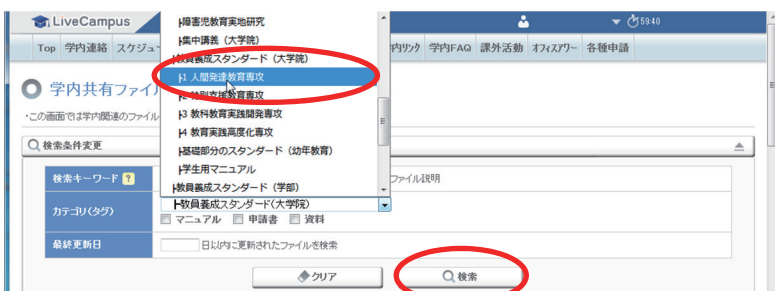 LiveCampus
59:40
Top 学内連絡 スケジュー
内リンク 学内FAQ 課外活動 オフィスアワー 各種申請
├障害児教育実地研究
├集中講義（大学院）
├教員養成スタンダード（大学院）
├1 人間発達教育専攻
├2 特別支援教育専攻
├3 教科教育実践開発専攻
├4 教育実践高度化専攻
├基礎部分のスタンダード（幼年教育）
├学生用マニュアル
├教員養成スタンダード（学部）
学内共有ファイ
・この画面では学内関連のファイル
検索条件変更
検索キーワード ?
ファイル説明
カテゴリ(タグ)
├教員養成スタンダード(大学院)
マニュアル 申請書 資料
最終更新日
日以内に更新されたファイルを検索
クリア
検索